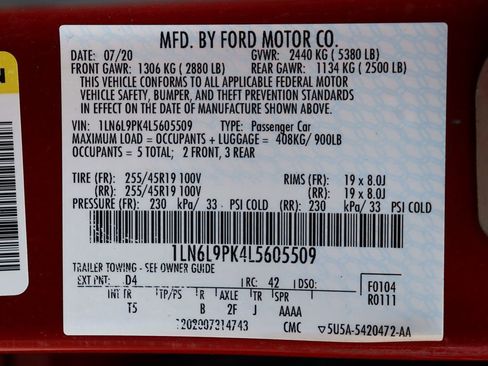 MFD. BY FORD MOTOR CO.
DATE: 07/20 GVWR: 2440 KG ( 5380 LB)
FRONT GAWR: 1306 KG ( 2880 LB) REAR GAWR: 1134 KG ( 2500 LB)
THIS VEHICLE CONFORMS TO ALL APPLICABLE FEDERAL MOTOR
VEHICLE SAFETY, BUMPER, AND THEFT PREVENTION STANDARDS
IN EFFECT ON THE DATE OF MANUFACTURE SHOWN ABOVE.
VIN: 1LN6L9PK4L5605509 TYPE: Passenger Car
MAXIMUM LOAD = OCCUPANTS + LUGGAGE = 408KG/ 900LB
OCCUPANTS = 5 TOTAL; 2 FRONT, 3 REAR
TIRE (FR): 255/45R19 100V RIMS (FR): 19 x 8.0J
(RR): 255/45R19 100V (RR): 19 x 8.0J
PRESSURE (FR): 230 kPa/ 33 PSI COLD (RR): 230 kPa/ 33 PSI COLD
1LN6L9PK4L5605509
TRAILER TOWING - SEE OWNER GUIDE
EXT PNT: D4 RC: 42 DSO: F0104
INT TR TP/PS R AXLE TR SPR R0111
T5 B 2F J AAAA
CMC 5U5A-5420472-AA